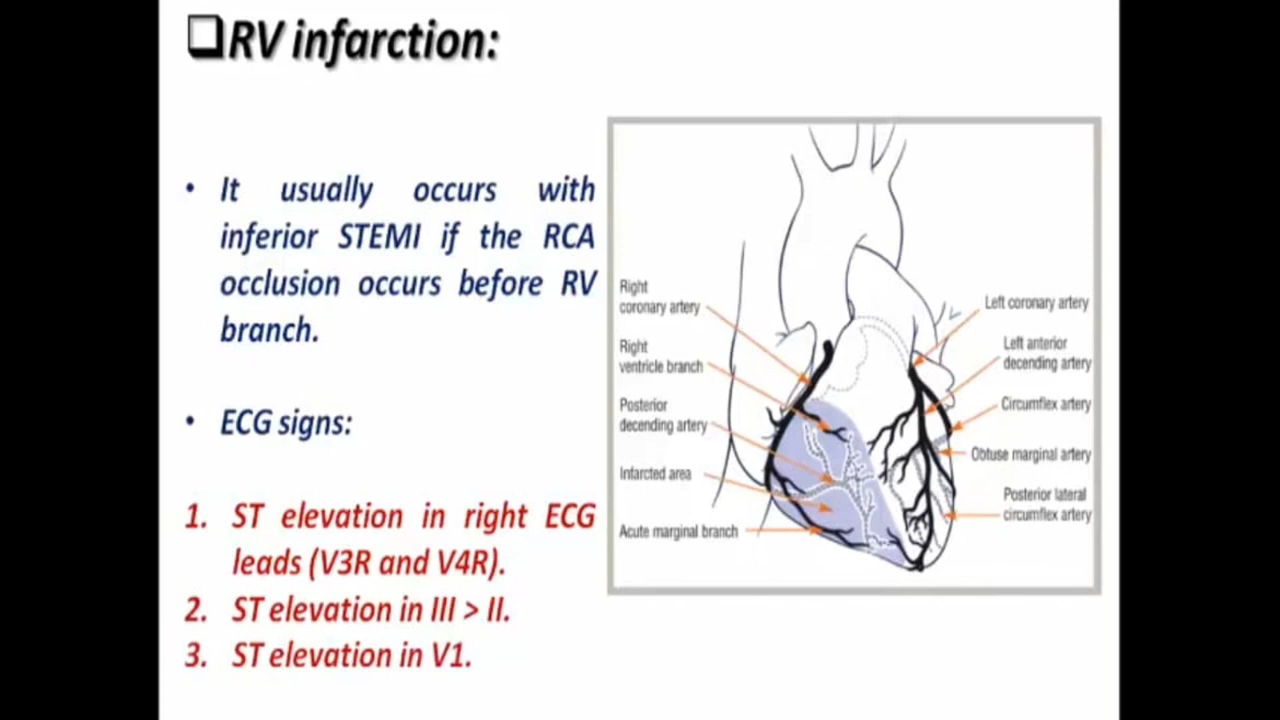 RV infarction:
• It usually occurs with
inferior STEMI if the RCA
occlusion occurs before RV
branch.
• ECG signs:
1. ST elevation in right ECG
leads (V3R and V4R).
2. ST elevation in III > II.
3. ST elevation in V1.
Right
coronary artery
Right
ventricle branch
Posterior
decending artery
Infarcted area
Acute marginal branch
Left coronary artery
Left anterior
decending artery
Circumflex artery
Obtuse marginal artery
Posterior lateral
circumflex artery